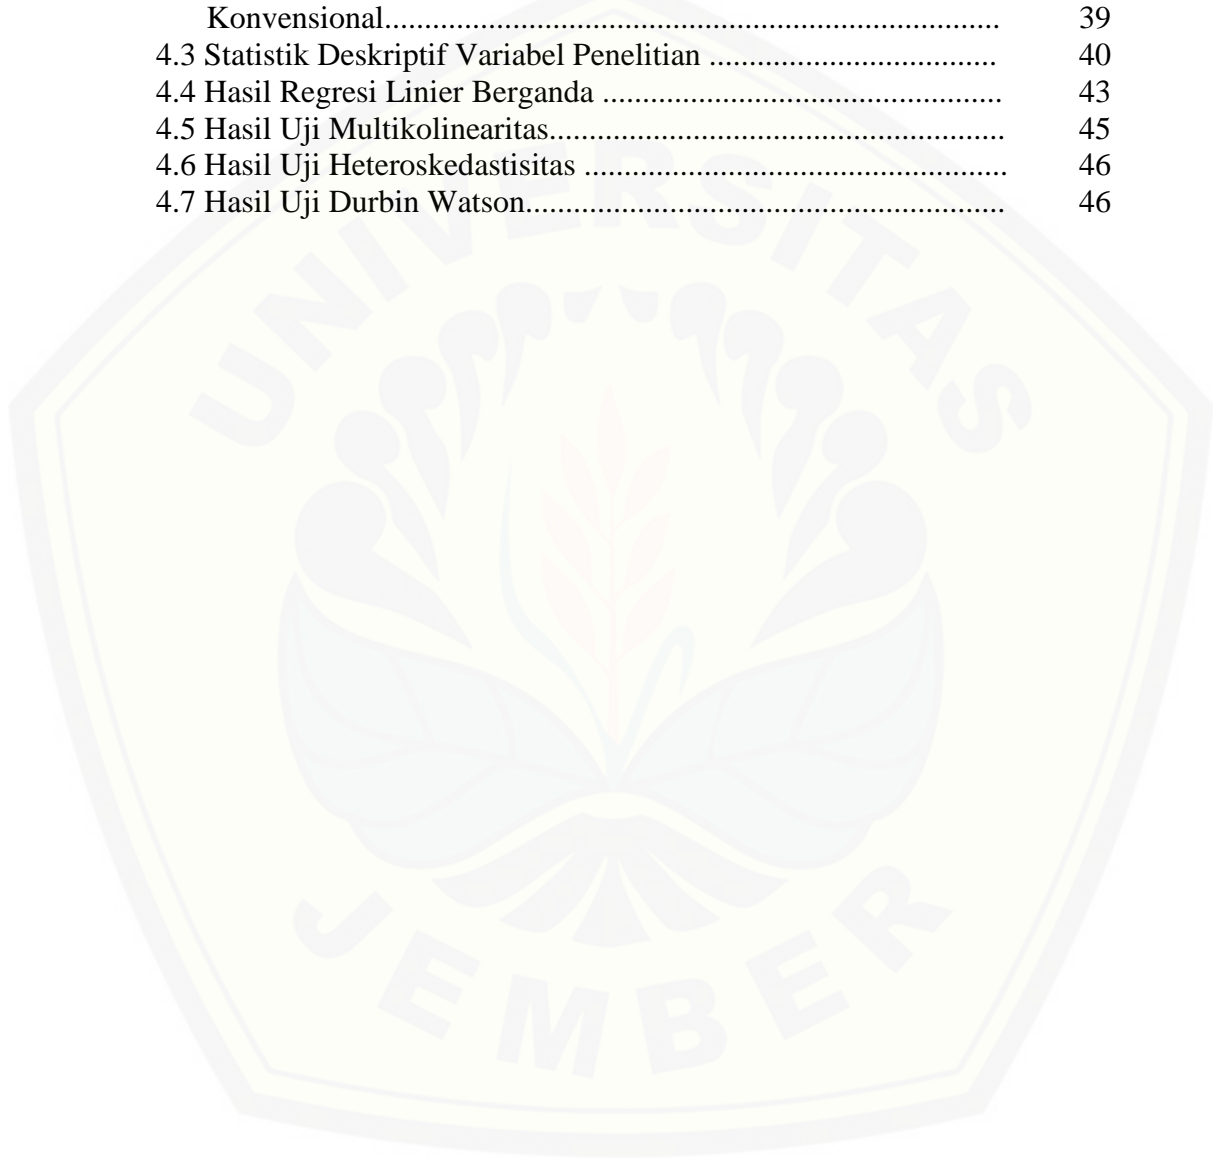 Konvensional............................................................................. 39
4.3 Statistik Deskriptif Variabel Penelitian .................................... 40
4.4 Hasil Regresi Linier Berganda .................................................. 43
4.5 Hasil Uji Multikolinearitas......................................................... 45
4.6 Hasil Uji Heteroskedastisitas ..................................................... 46
4.7 Hasil Uji Durbin Watson............................................................ 46
UNIVERSITAS
JEMBER